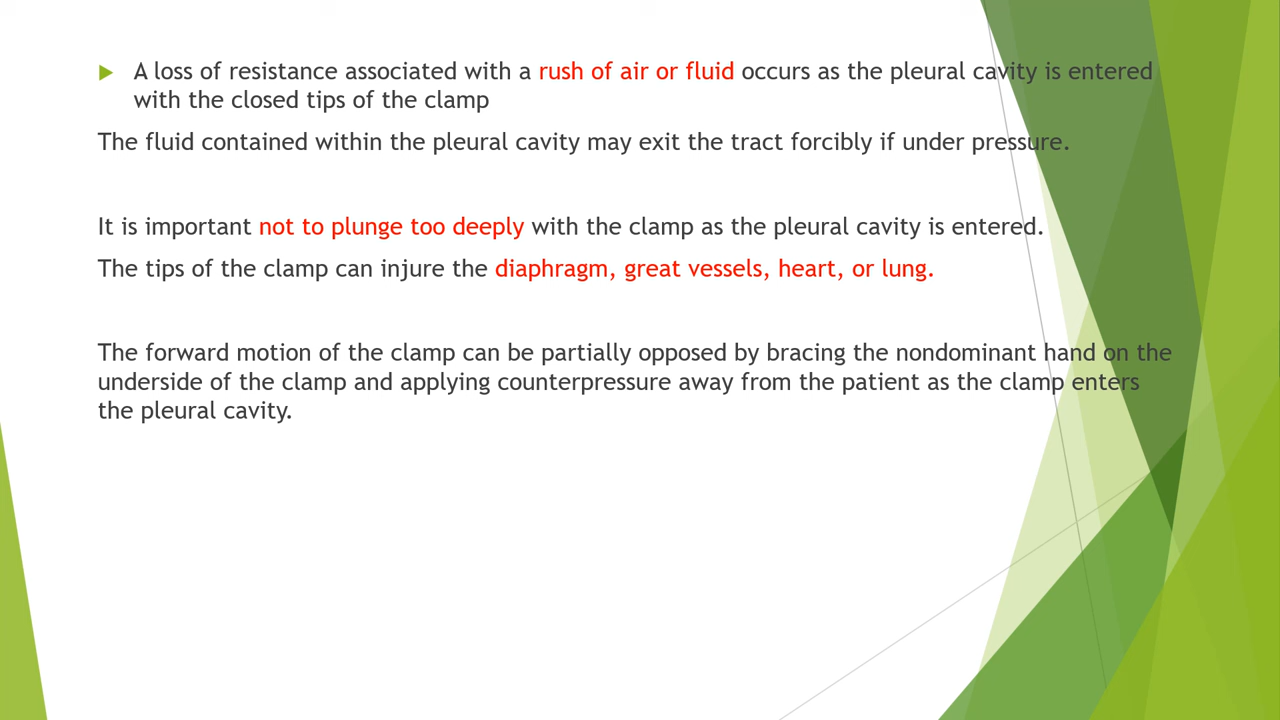 A loss of resistance associated with a rush of air or fluid occurs as the pleural cavity is entered
with the closed tips of the clamp
The fluid contained within the pleural cavity may exit the tract forcibly if under pressure.
It is important not to plunge too deeply with the clamp as the pleural cavity is entered.
The tips of the clamp can injure the diaphragm, great vessels, heart, or lung.
The forward motion of the clamp can be partially opposed by bracing the nondominant hand on the
underside of the clamp and applying counterpressure away from the patient as the clamp enters
the pleural cavity.